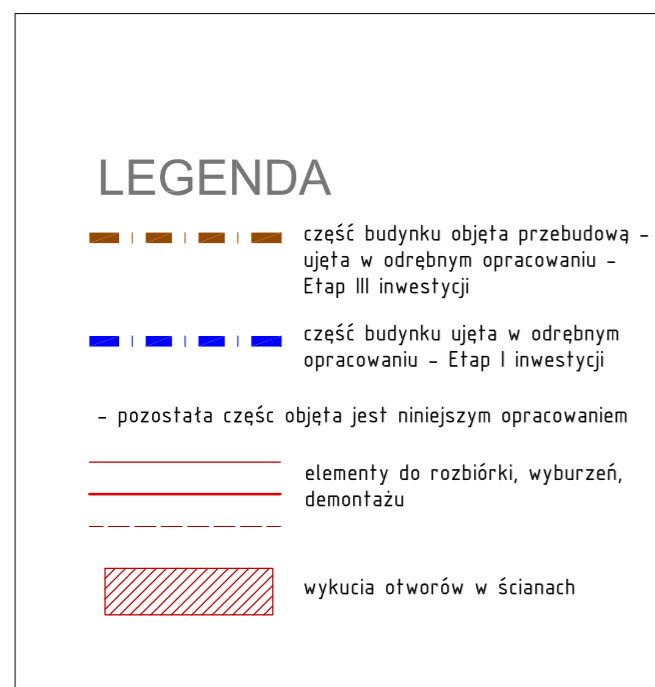 LEGENDA
część budynku objęta przebudową -
ujęta w odrębnym opracowaniu -
Etap III inwestycji
część budynku ujęta w odrębnym
opracowaniu - Etap I inwestycji
- pozostała częśc objęta jest niniejszym opracowaniem
elementy do rozbiórki, wyburzeń,
demontażu
wykucia otworów w ścianach